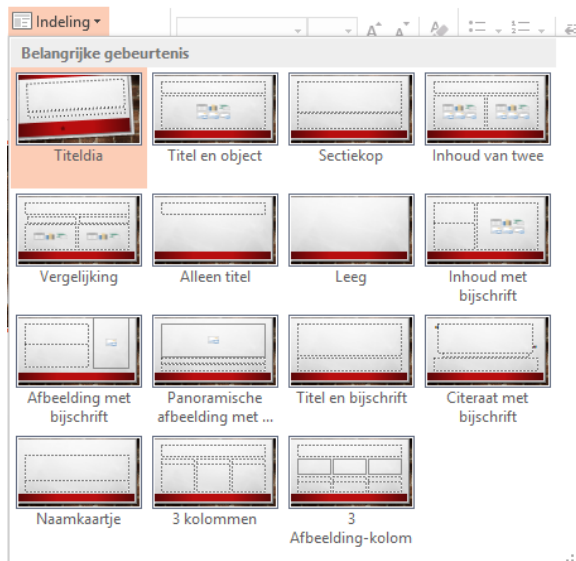 Indeling
Belangrijke gebeurtenis
Titeldia
Titel en object
Sectiekop
Inhoud van twee
Vergelijking
Alleen titel
Leeg
Inhoud met
bijschrift
Afbeelding met
bijschrift
Panoramische
afbeelding met ...
Titel en bijschrift
Citeraat met
bijschrift
Naamkaartje
3 kolommen
3
Afbeelding-kolom